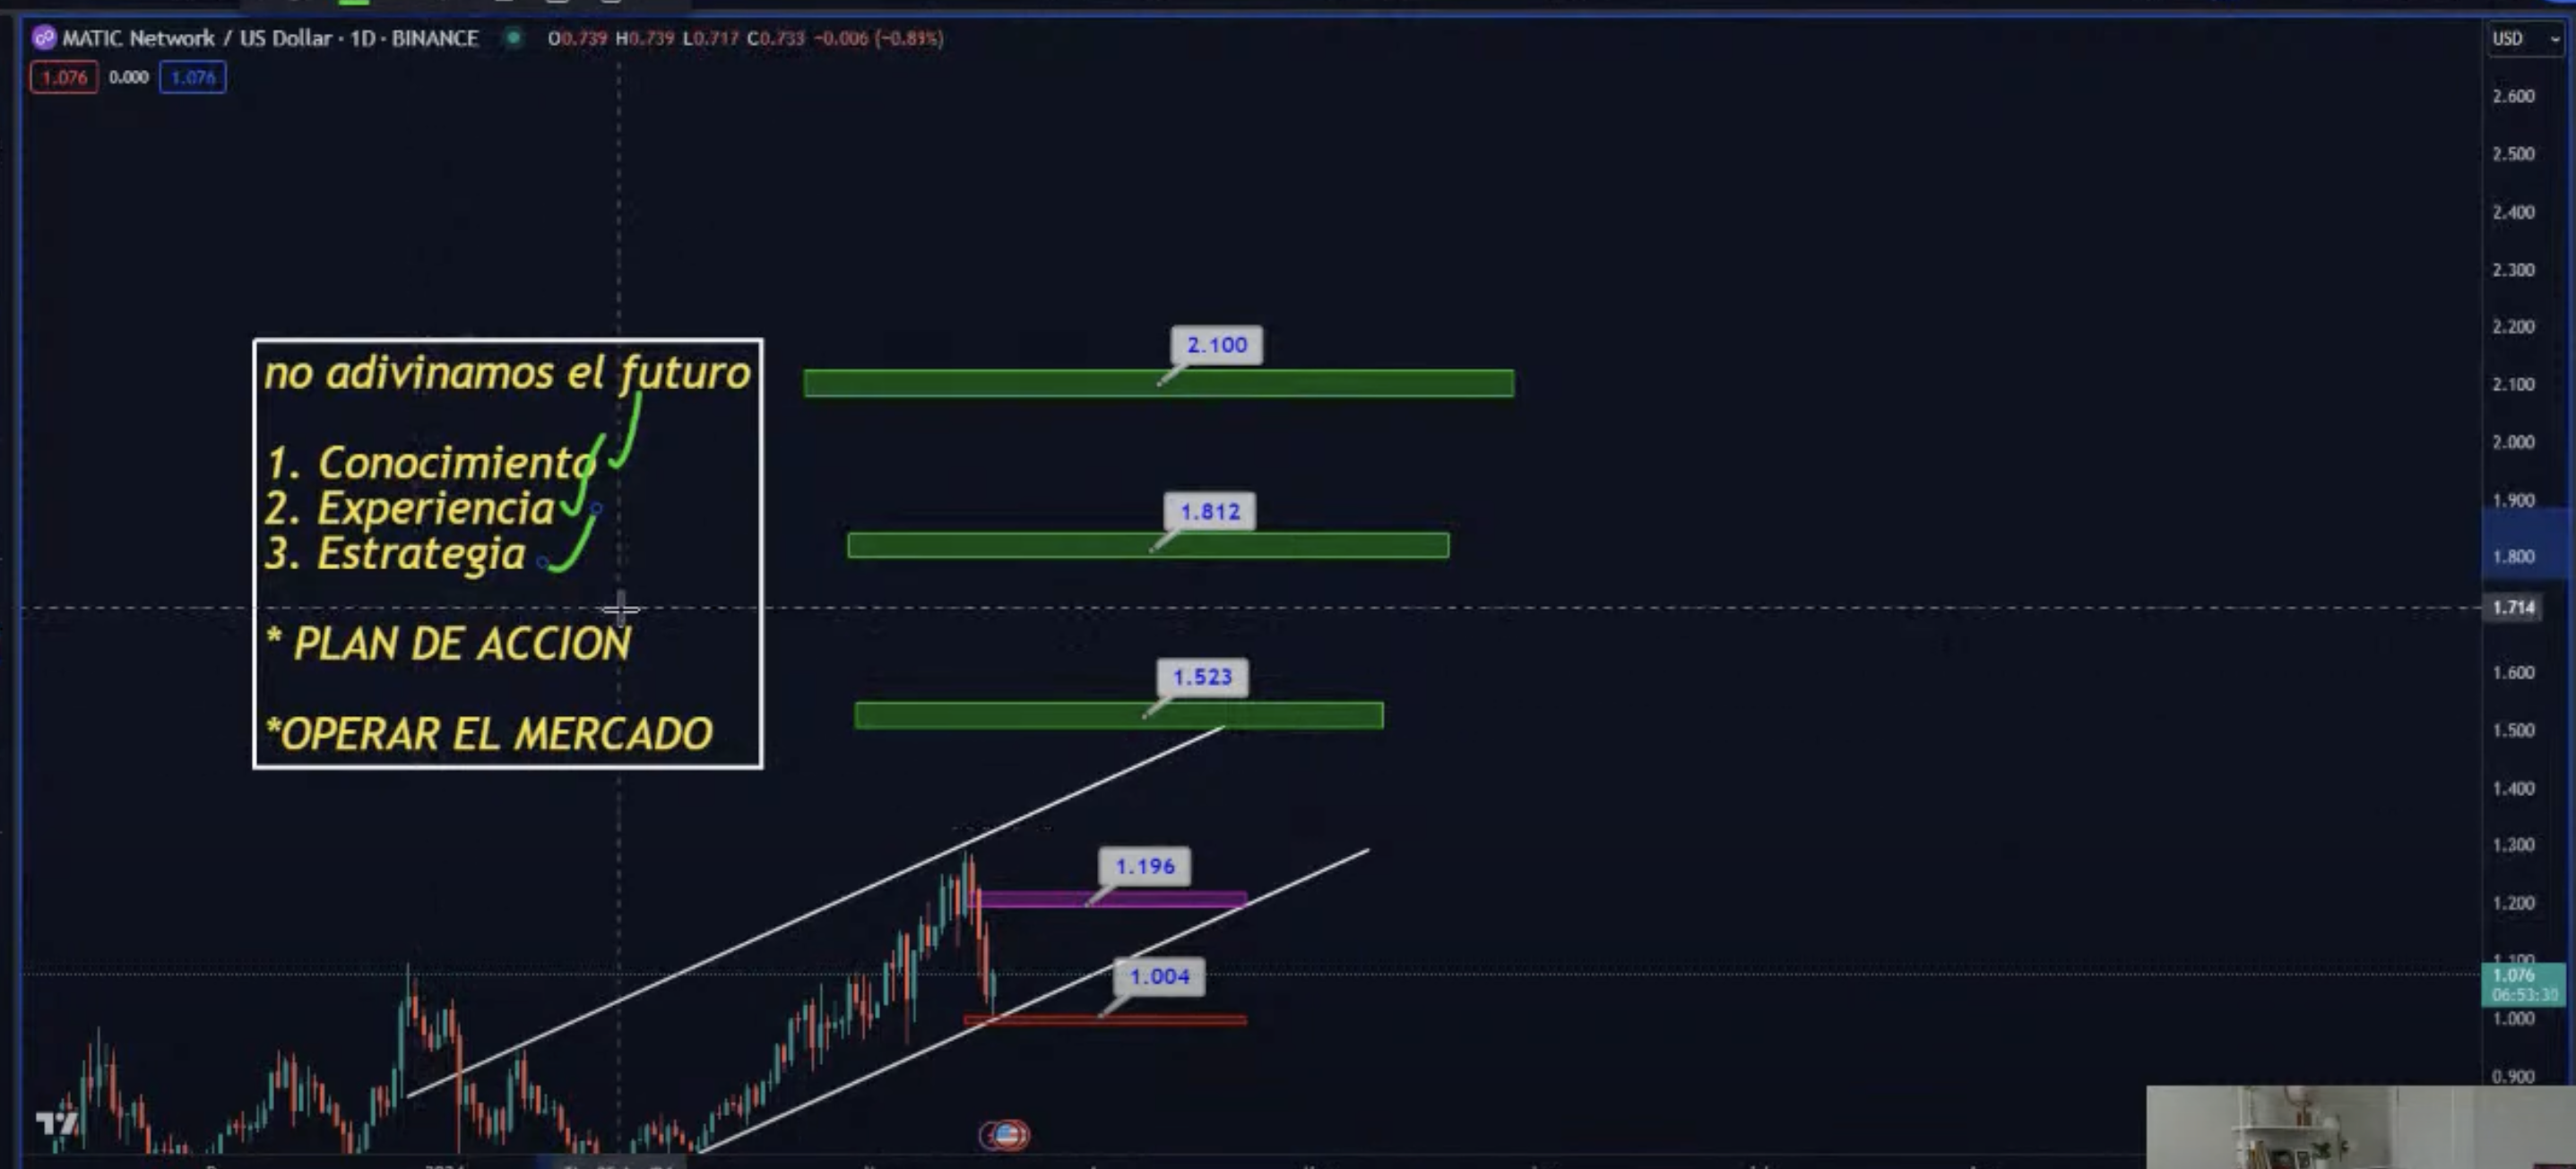 MATIC Network / US Dollar · 1D · BINANCE O0.739 H0.739 L0.717 C0.733 −0.006 (−0.81%)
USD
1.076 0.000 1.076
2.600
2.500
2.400
2.300
2.200
2.100
2.000
1.900
1.800
1.714
1.600
1.500
1.400
1.300
1.200
1.100
1.076
06:53:30
1.000
0.900
no adivinamos el futuro
1. Conocimiento
2. Experiencia
3. Estrategia
* PLAN DE ACCION
*OPERAR EL MERCADO
2.100
1.812
1.523
1.196
1.004